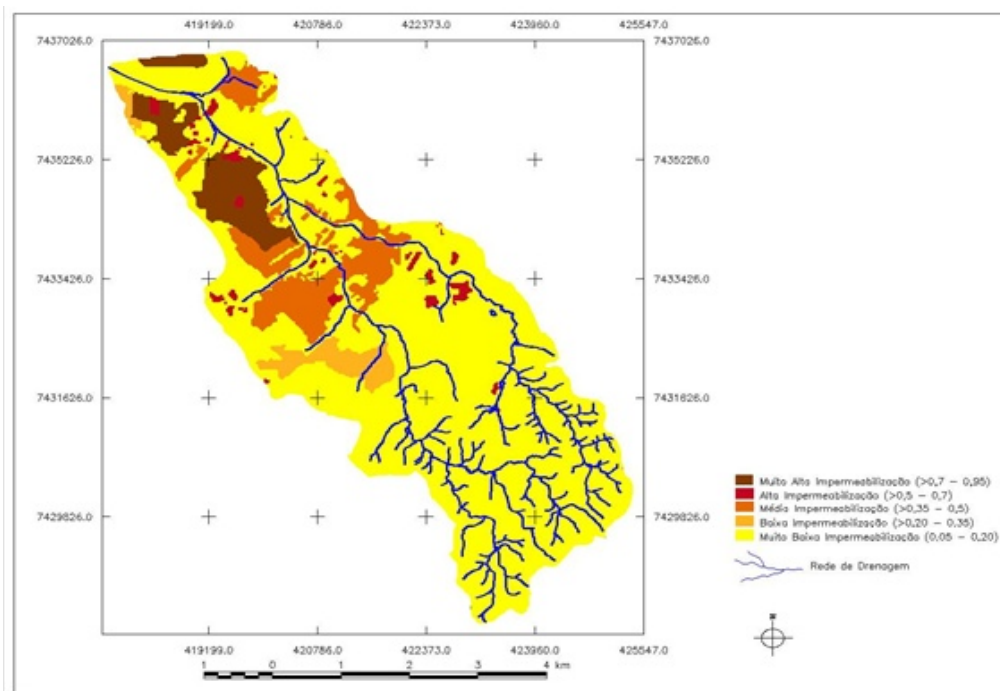 419199.0 420786.0 422373.0 423960.0 425547.0
7437026.0 7437026.0
7435226.0 7435226.0
7433426.0 7433426.0
7431626.0 7431626.0
7429826.0 7429826.0
419199.0 420786.0 422373.0 423960.0 425547.0
1 0 1 2 3 4 km
Muito Alta Impermeabilização (>0,7 - 0,95)
Alta Impermeabilização (>0,5 - 0,7)
Média Impermeabilização (>0,35 - 0,5)
Baixa Impermeabilização (>0,20 - 0,35)
Muito Baixa Impermeabilização (0,05 - 0,20)
Rede de Drenagem
N